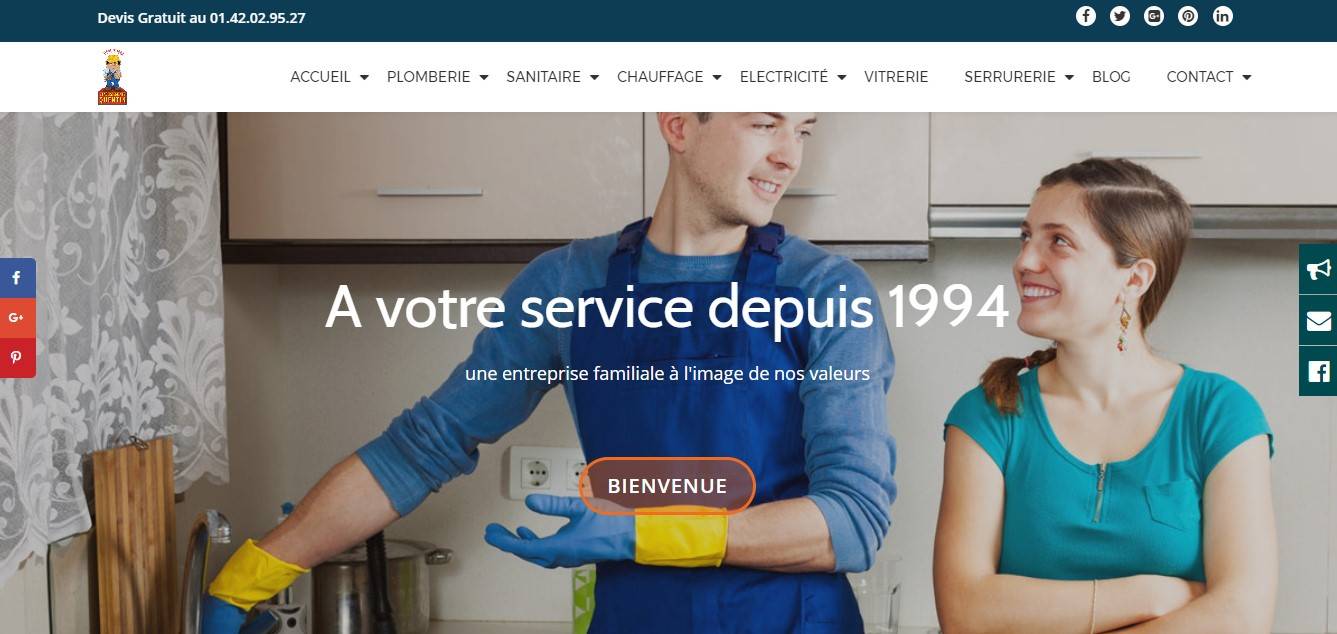 Devis Gratuit au 01.42.02.95.27
ACCUEIL PLOMBERIE SANITAIRE CHAUFFAGE ELECTRICITÉ VITRERIE SERRURERIE BLOG CONTACT
QUENTIN
A votre service depuis 1994
une entreprise familiale à l'image de nos valeurs
BIENVENUE